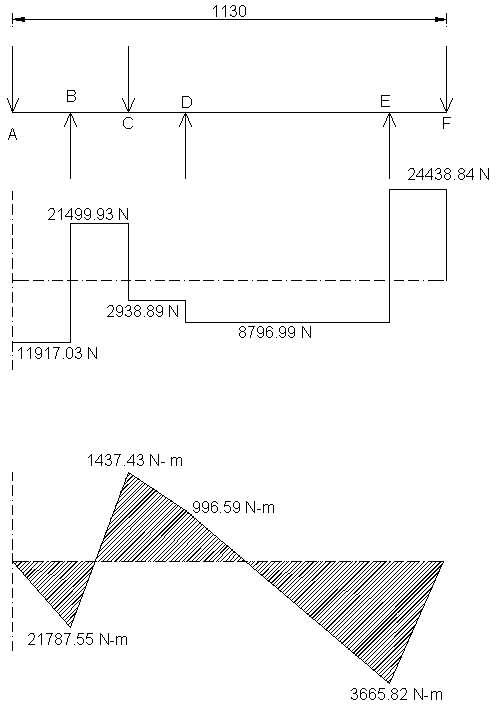 1130
B
D
E
A
C
F
24438.84 N
21499.93 N
2938.89 N
8796.99 N
11917.03 N
1437.43 N- m
996.59 N-m
21787.55 N-m
3665.82 N-m